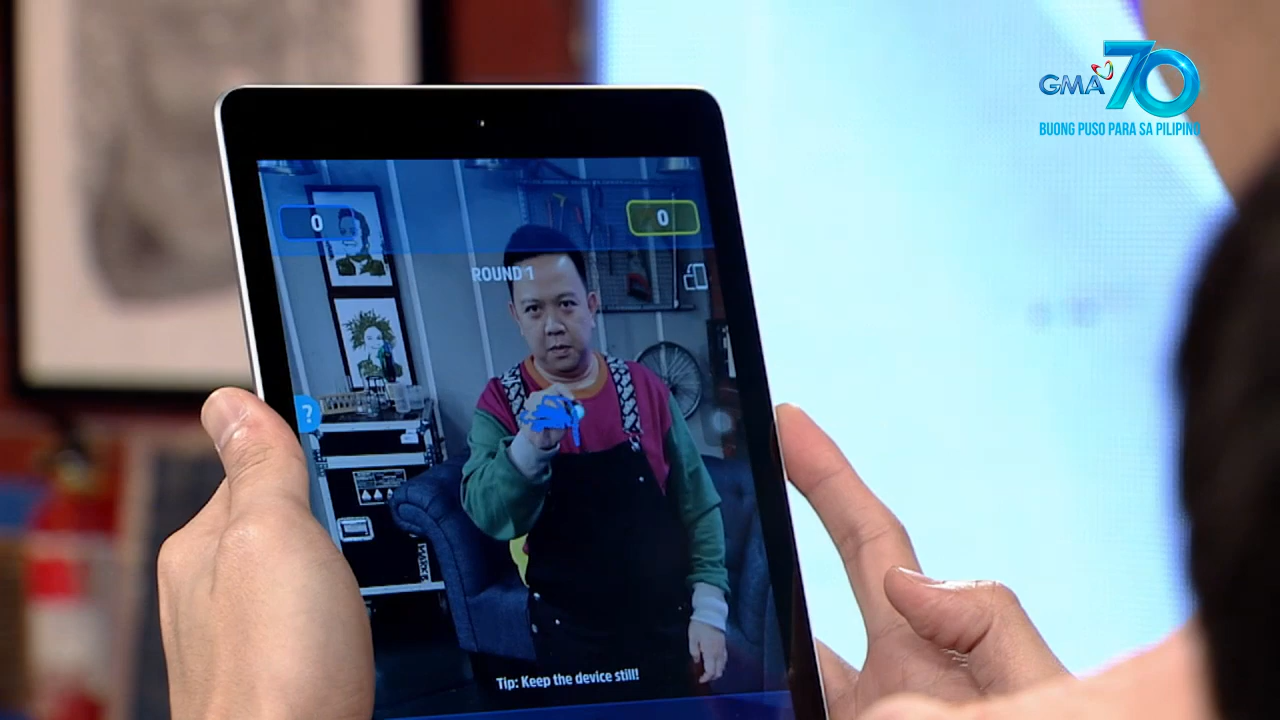 GMA 70
BUONG PUSO PARA SA PILIPINO
0
0
ROUND 1
?
Tip: Keep the device still!